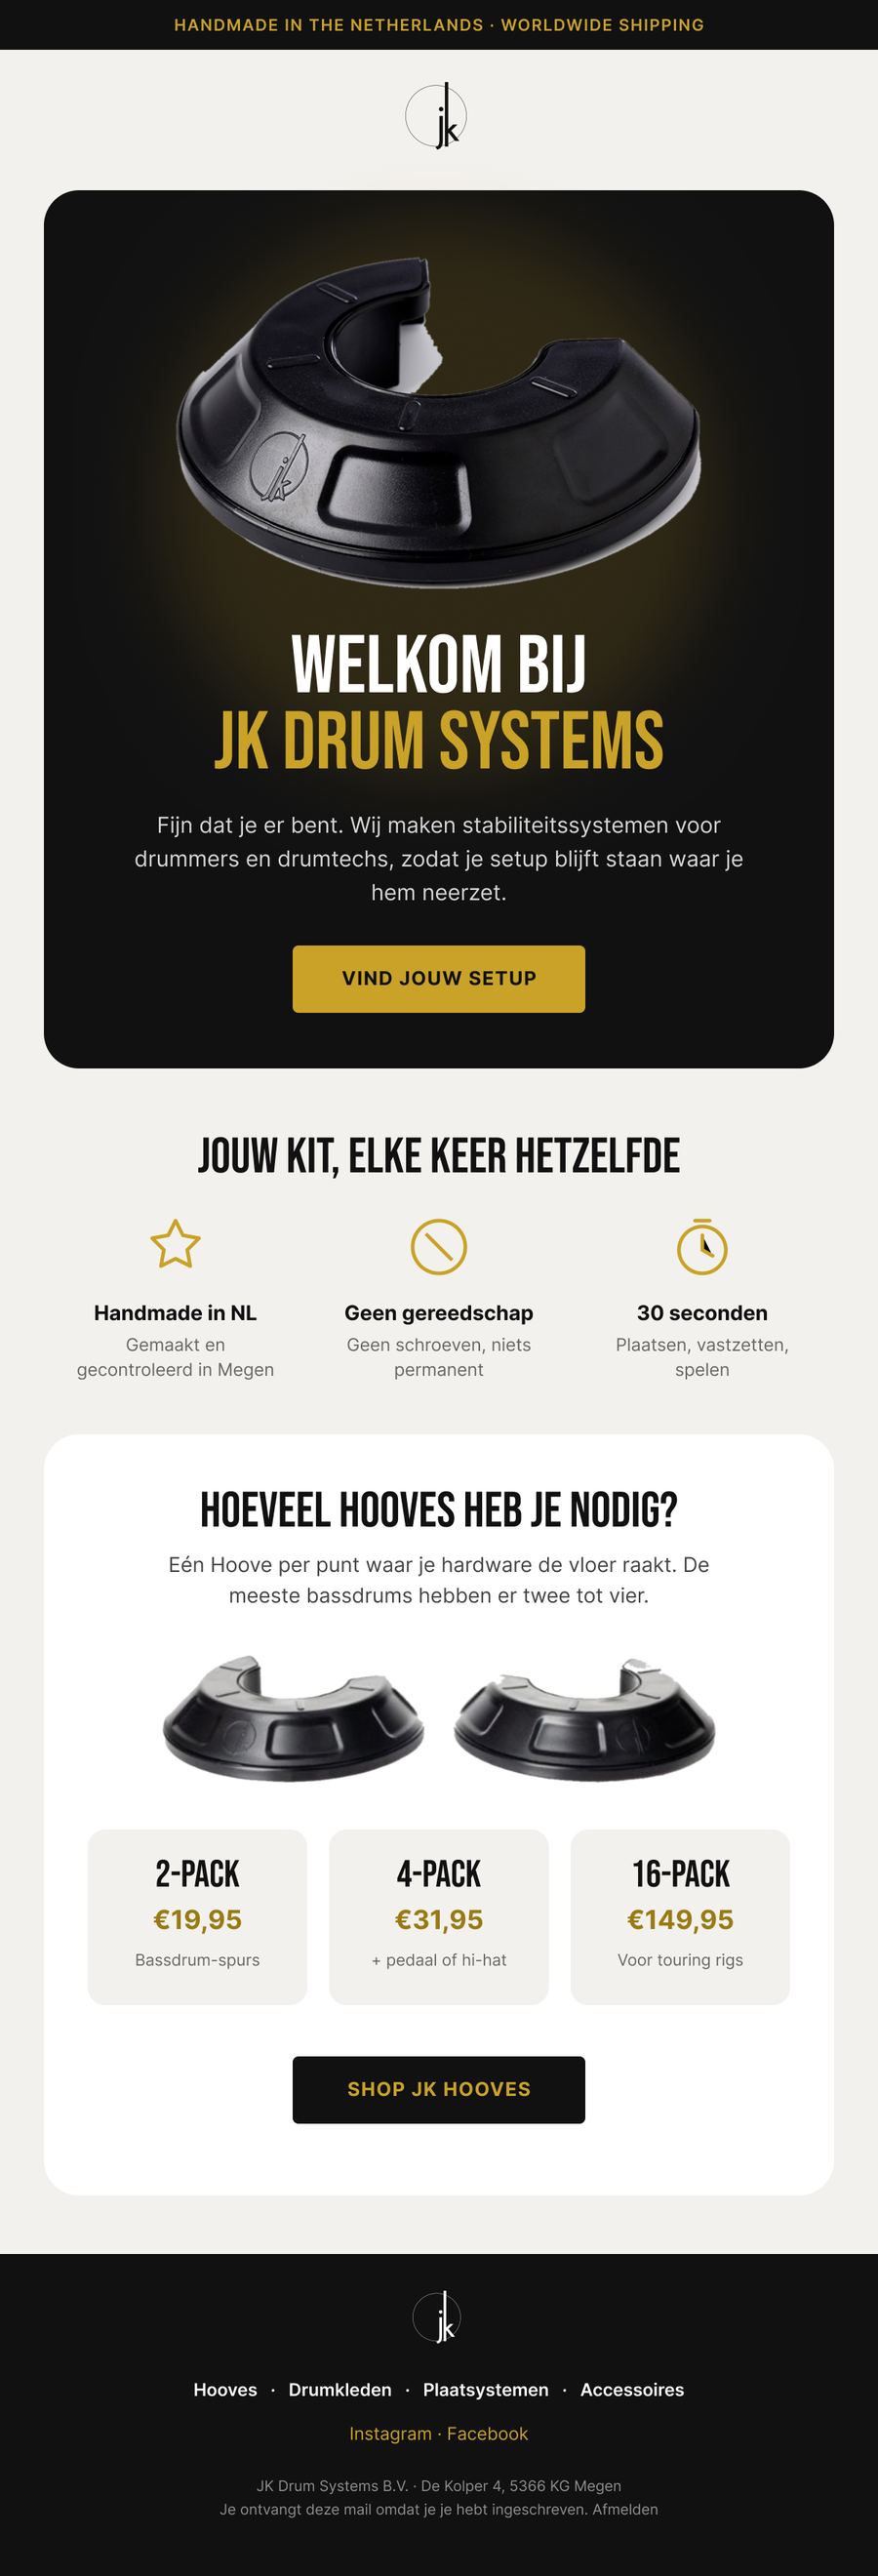 HANDMADE IN THE NETHERLANDS · WORLDWIDE SHIPPING
jk
jk
WELKOM BIJ
JK DRUM SYSTEMS
Fijn dat je er bent. Wij maken stabiliteitssystemen voor
drummers en drumtechs, zodat je setup blijft staan waar je
hem neerzet.
VIND JOUW SETUP
JOUW KIT, ELKE KEER HETZELFDE
Handmade in NL
Gemaakt en
gecontroleerd in Megen
Geen gereedschap
Geen schroeven, niets
permanent
30 seconden
Plaatsen, vastzetten,
spelen
HOEVEEL HOOVES HEB JE NODIG?
Eén Hoove per punt waar je hardware de vloer raakt. De
meeste bassdrums hebben er twee tot vier.
2-PACK
€19,95
Bassdrum-spurs
4-PACK
€31,95
+ pedaal of hi-hat
16-PACK
€149,95
Voor touring rigs
SHOP JK HOOVES
jk
Hooves · Drumkleden · Plaatsystemen · Accessoires
Instagram · Facebook
JK Drum Systems B.V. · De Kolper 4, 5366 KG Megen
Je ontvangt deze mail omdat je je hebt ingeschreven. Afmelden